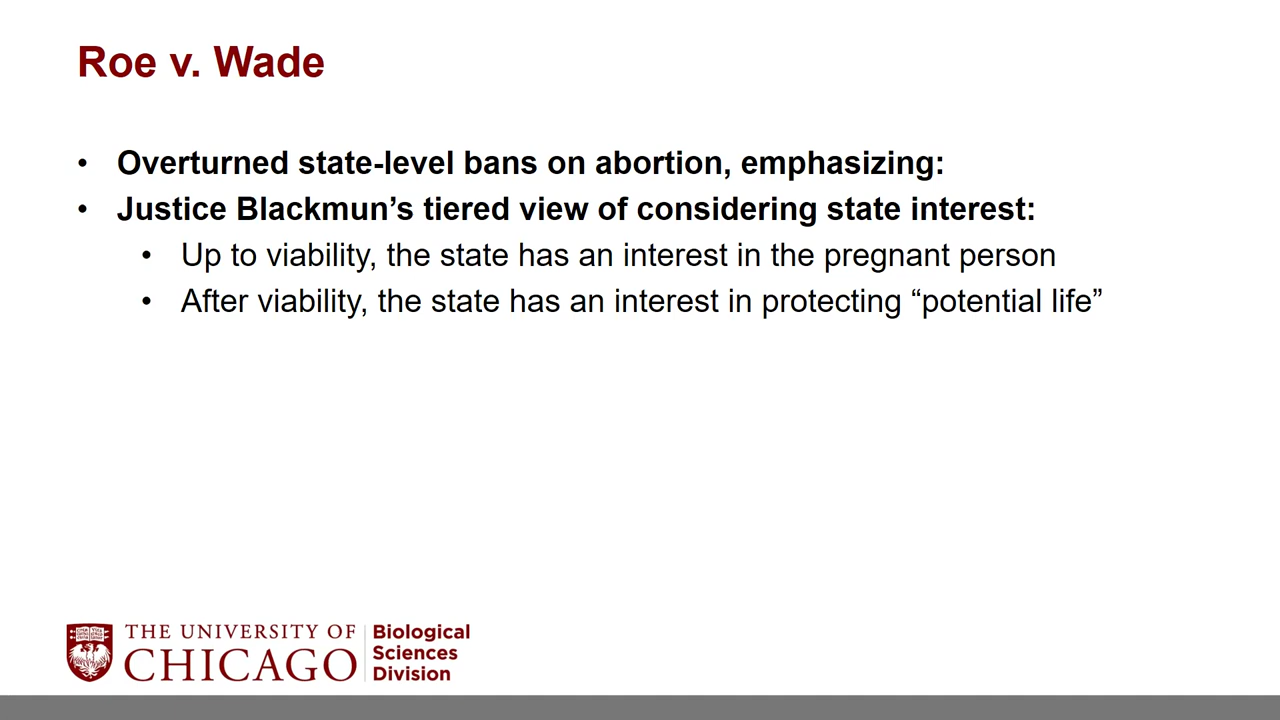 Roe v. Wade
• Overturned state-level bans on abortion, emphasizing:
• Justice Blackmun’s tiered view of considering state interest:
• Up to viability, the state has an interest in the pregnant person
• After viability, the state has an interest in protecting “potential life”
THE UNIVERSITY OF
CHICAGO
Biological
Sciences
Division